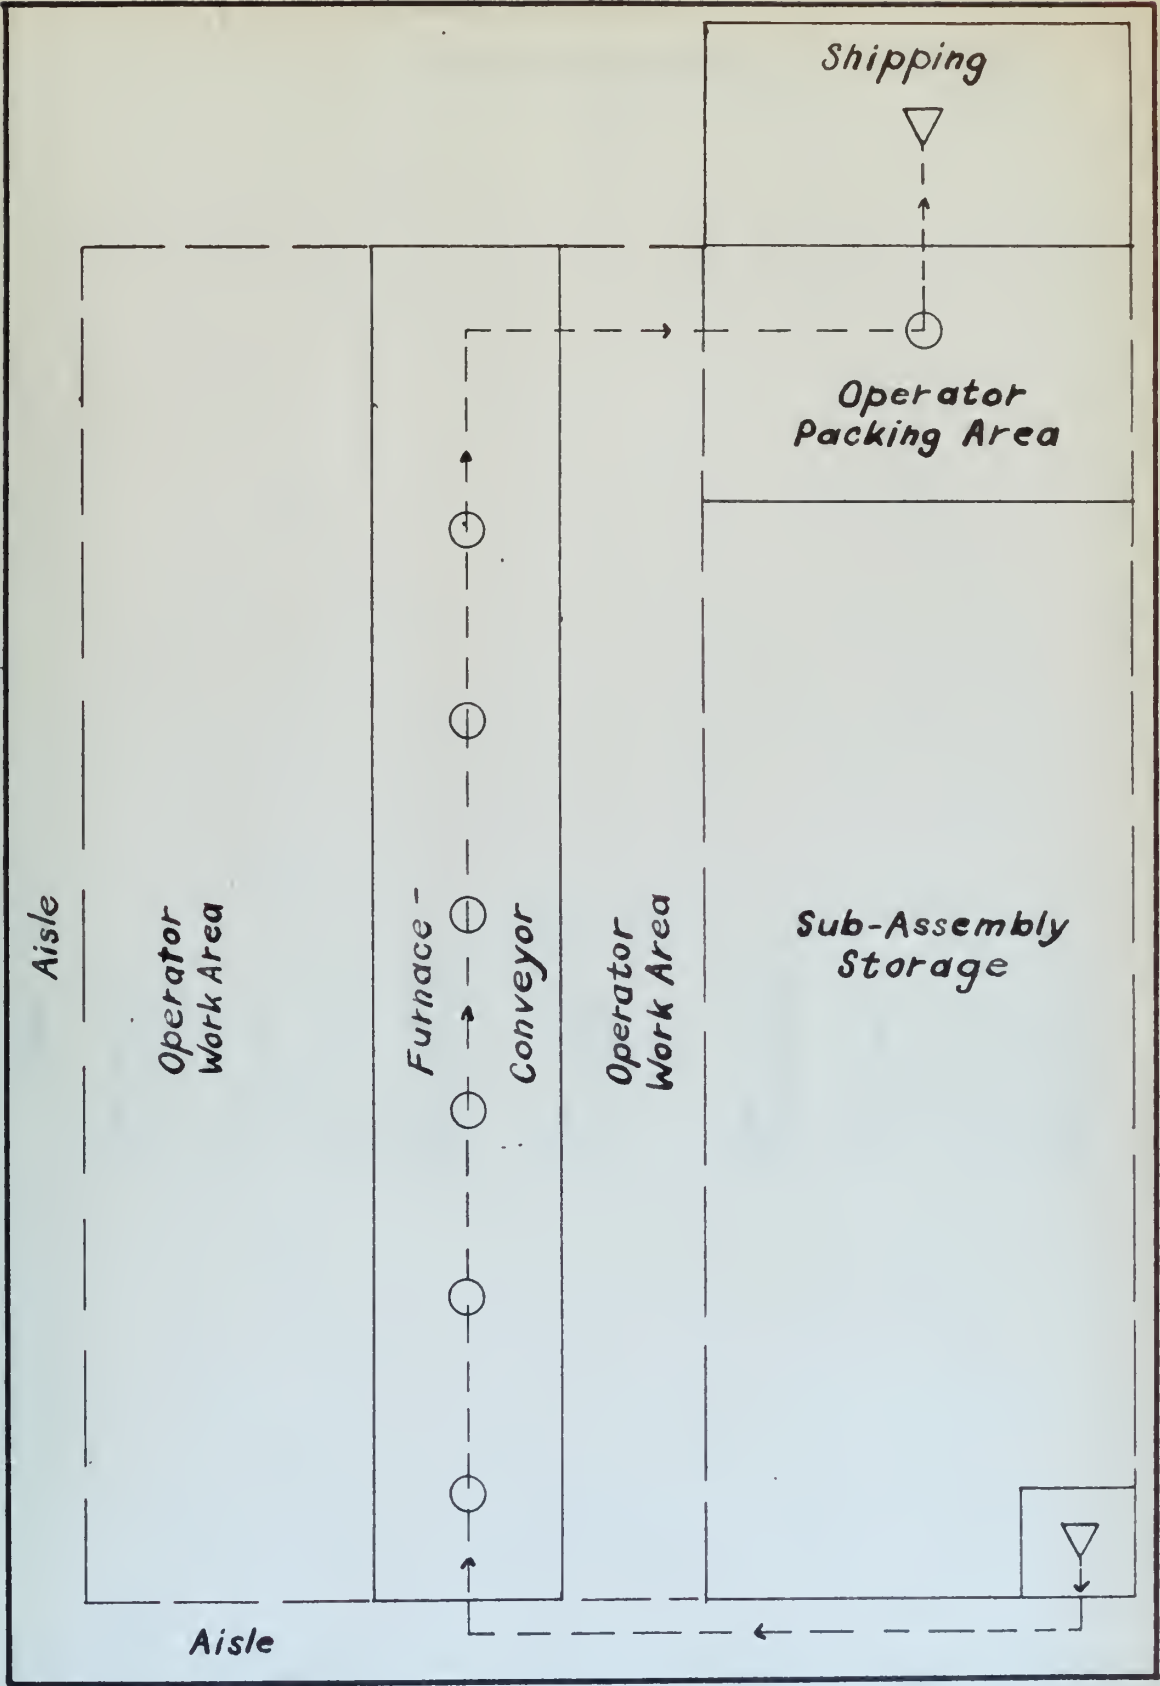 Shipping
Operator
Packing Area
Aisle
Operator
Work Area
Furnace -
Conveyor
Operator
Work Area
Sub-Assembly
Storage
Aisle